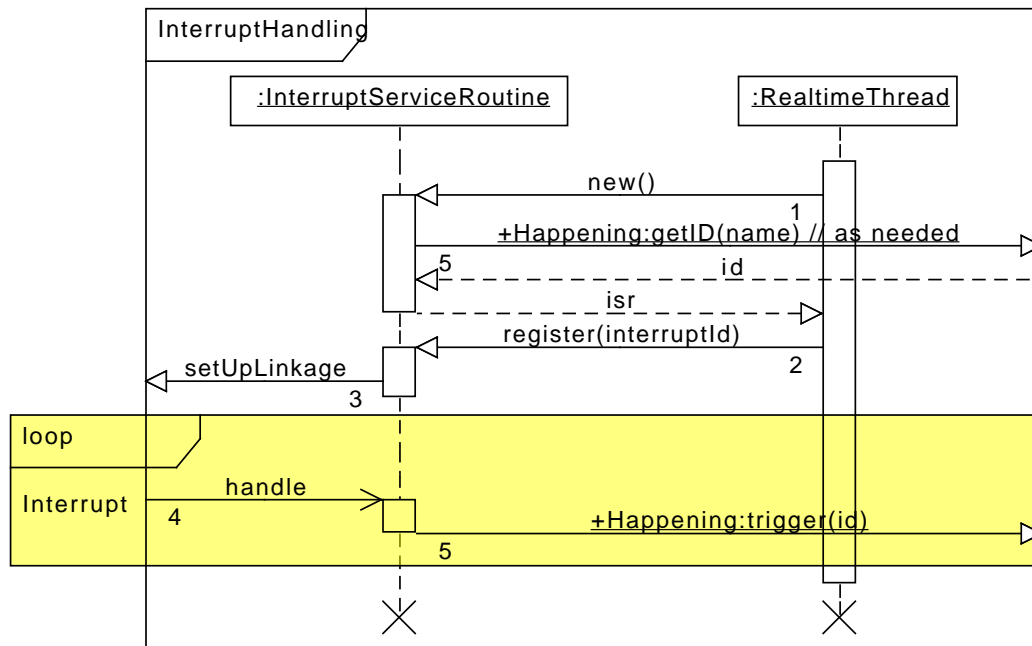 InterruptHandling
:InterruptServiceRoutine
:RealtimeThread
new()
1
+Happening:getID(name) // as needed
5
id
isr
register(interruptId)
2
setUpLinkage
3
loop
Interrupt
handle
4
+Happening:trigger(id)
5